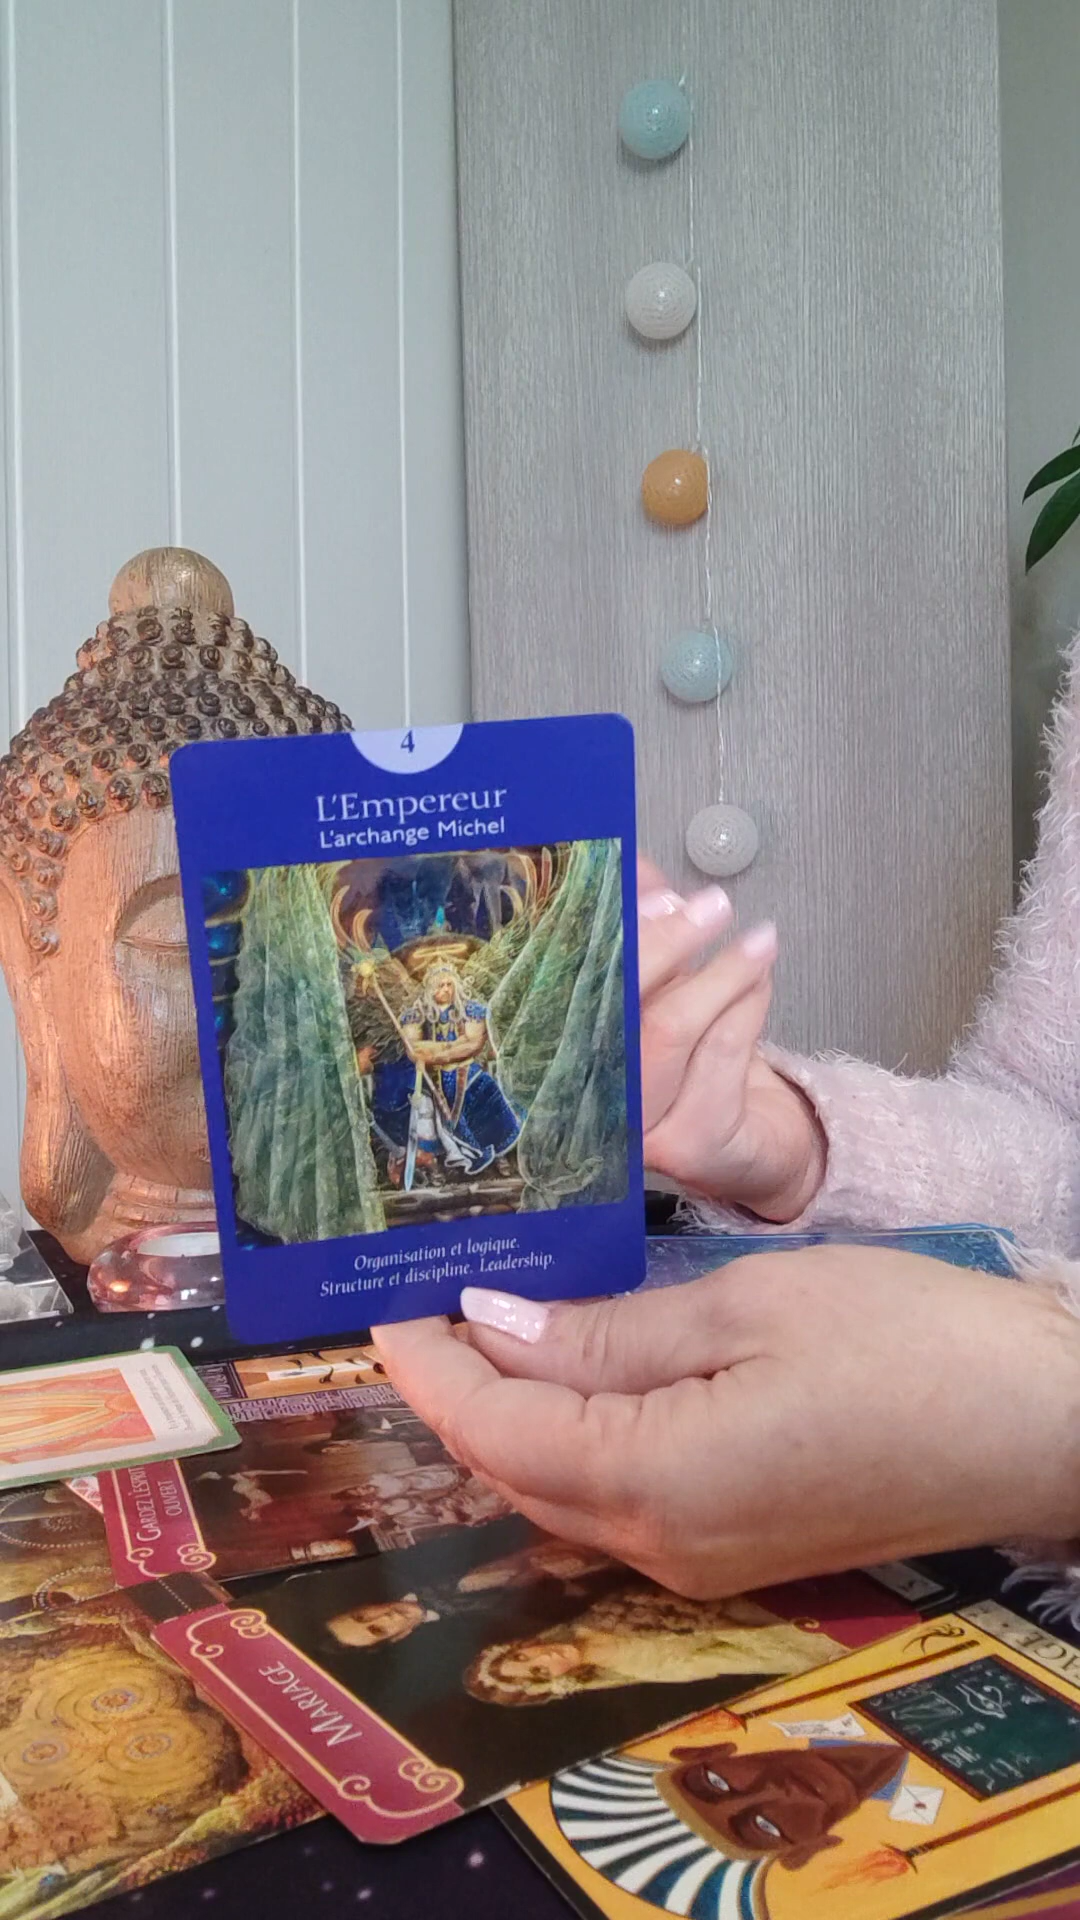 4
L'Empereur
L'archange Michel
Organisation et logique.
Structure et discipline. Leadership.
GARDEZ L'ESPRIT
OUVERT
MARIAGE